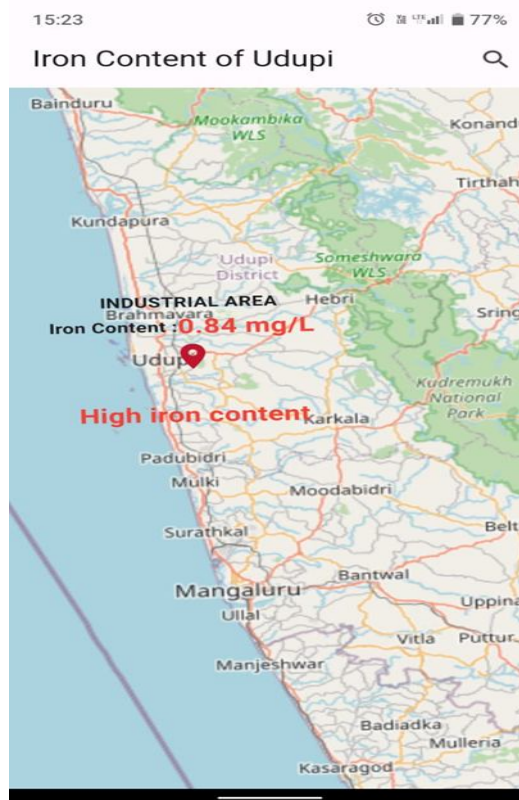 15:23
LTE 77%
Iron Content of Udupi
Bainduru
Mookambika
WLS
Konand
Tirthah
Kundapura
Udupi
District
Someshwara
WLS
INDUSTRIAL AREA
Hebri
Brahmavara
Sring
Iron Content :0.84 mg/L
Udupi
Kudremukh
National
Park
High iron content
Karkala
Padubidri
Mulki
Moodabidri
Surathkal
Belt
Bantwal
Mangaluru
Uppina
Ullal
Vitla
Puttur
Manjeshwar
Badiadka
Mulleria
Kasaragod